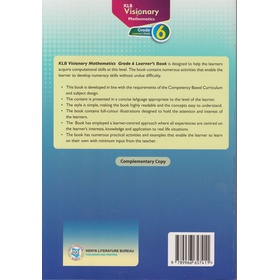 KLB Visionary
Mathematics
Grade 6
KLB Visionary Mathematics Grade 6 Learner's Book is designed to help the learners
acquire computational skills at this level. The book contains numerous activities that enable the
learner to develop numeracy skills without undue difficulty.
• This book is developed in line with the requirements of the Competency Based Curriculum
and subject design.
• The content is presented in a concise language appropriate to the level of the learner.
• The style is simple, making the book highly readable and the concepts easy to understand.
• The book contains full-colour illustrations designed to hold the attention and interest of
the learners.
• The Book has employed a learner-centred approach where all experiences are centred on
the learner's interests, knowledge and application to real life situations
• The book has numerous practical activities and examples that enable the learner to learn
on their own with minimum input from the teacher.
Complementary Copy
KENYA LITERATURE BUREAU